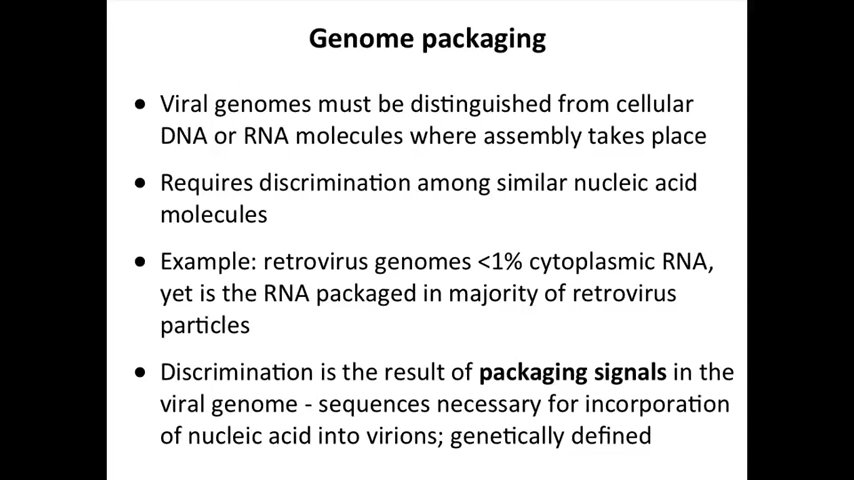 Genome packaging
● Viral genomes must be distinguished from cellular
DNA or RNA molecules where assembly takes place
● Requires discrimination among similar nucleic acid
molecules
● Example: retrovirus genomes <1% cytoplasmic RNA,
yet is the RNA packaged in majority of retrovirus
particles
● Discrimination is the result of packaging signals in the
viral genome - sequences necessary for incorporation
of nucleic acid into virions; genetically defined